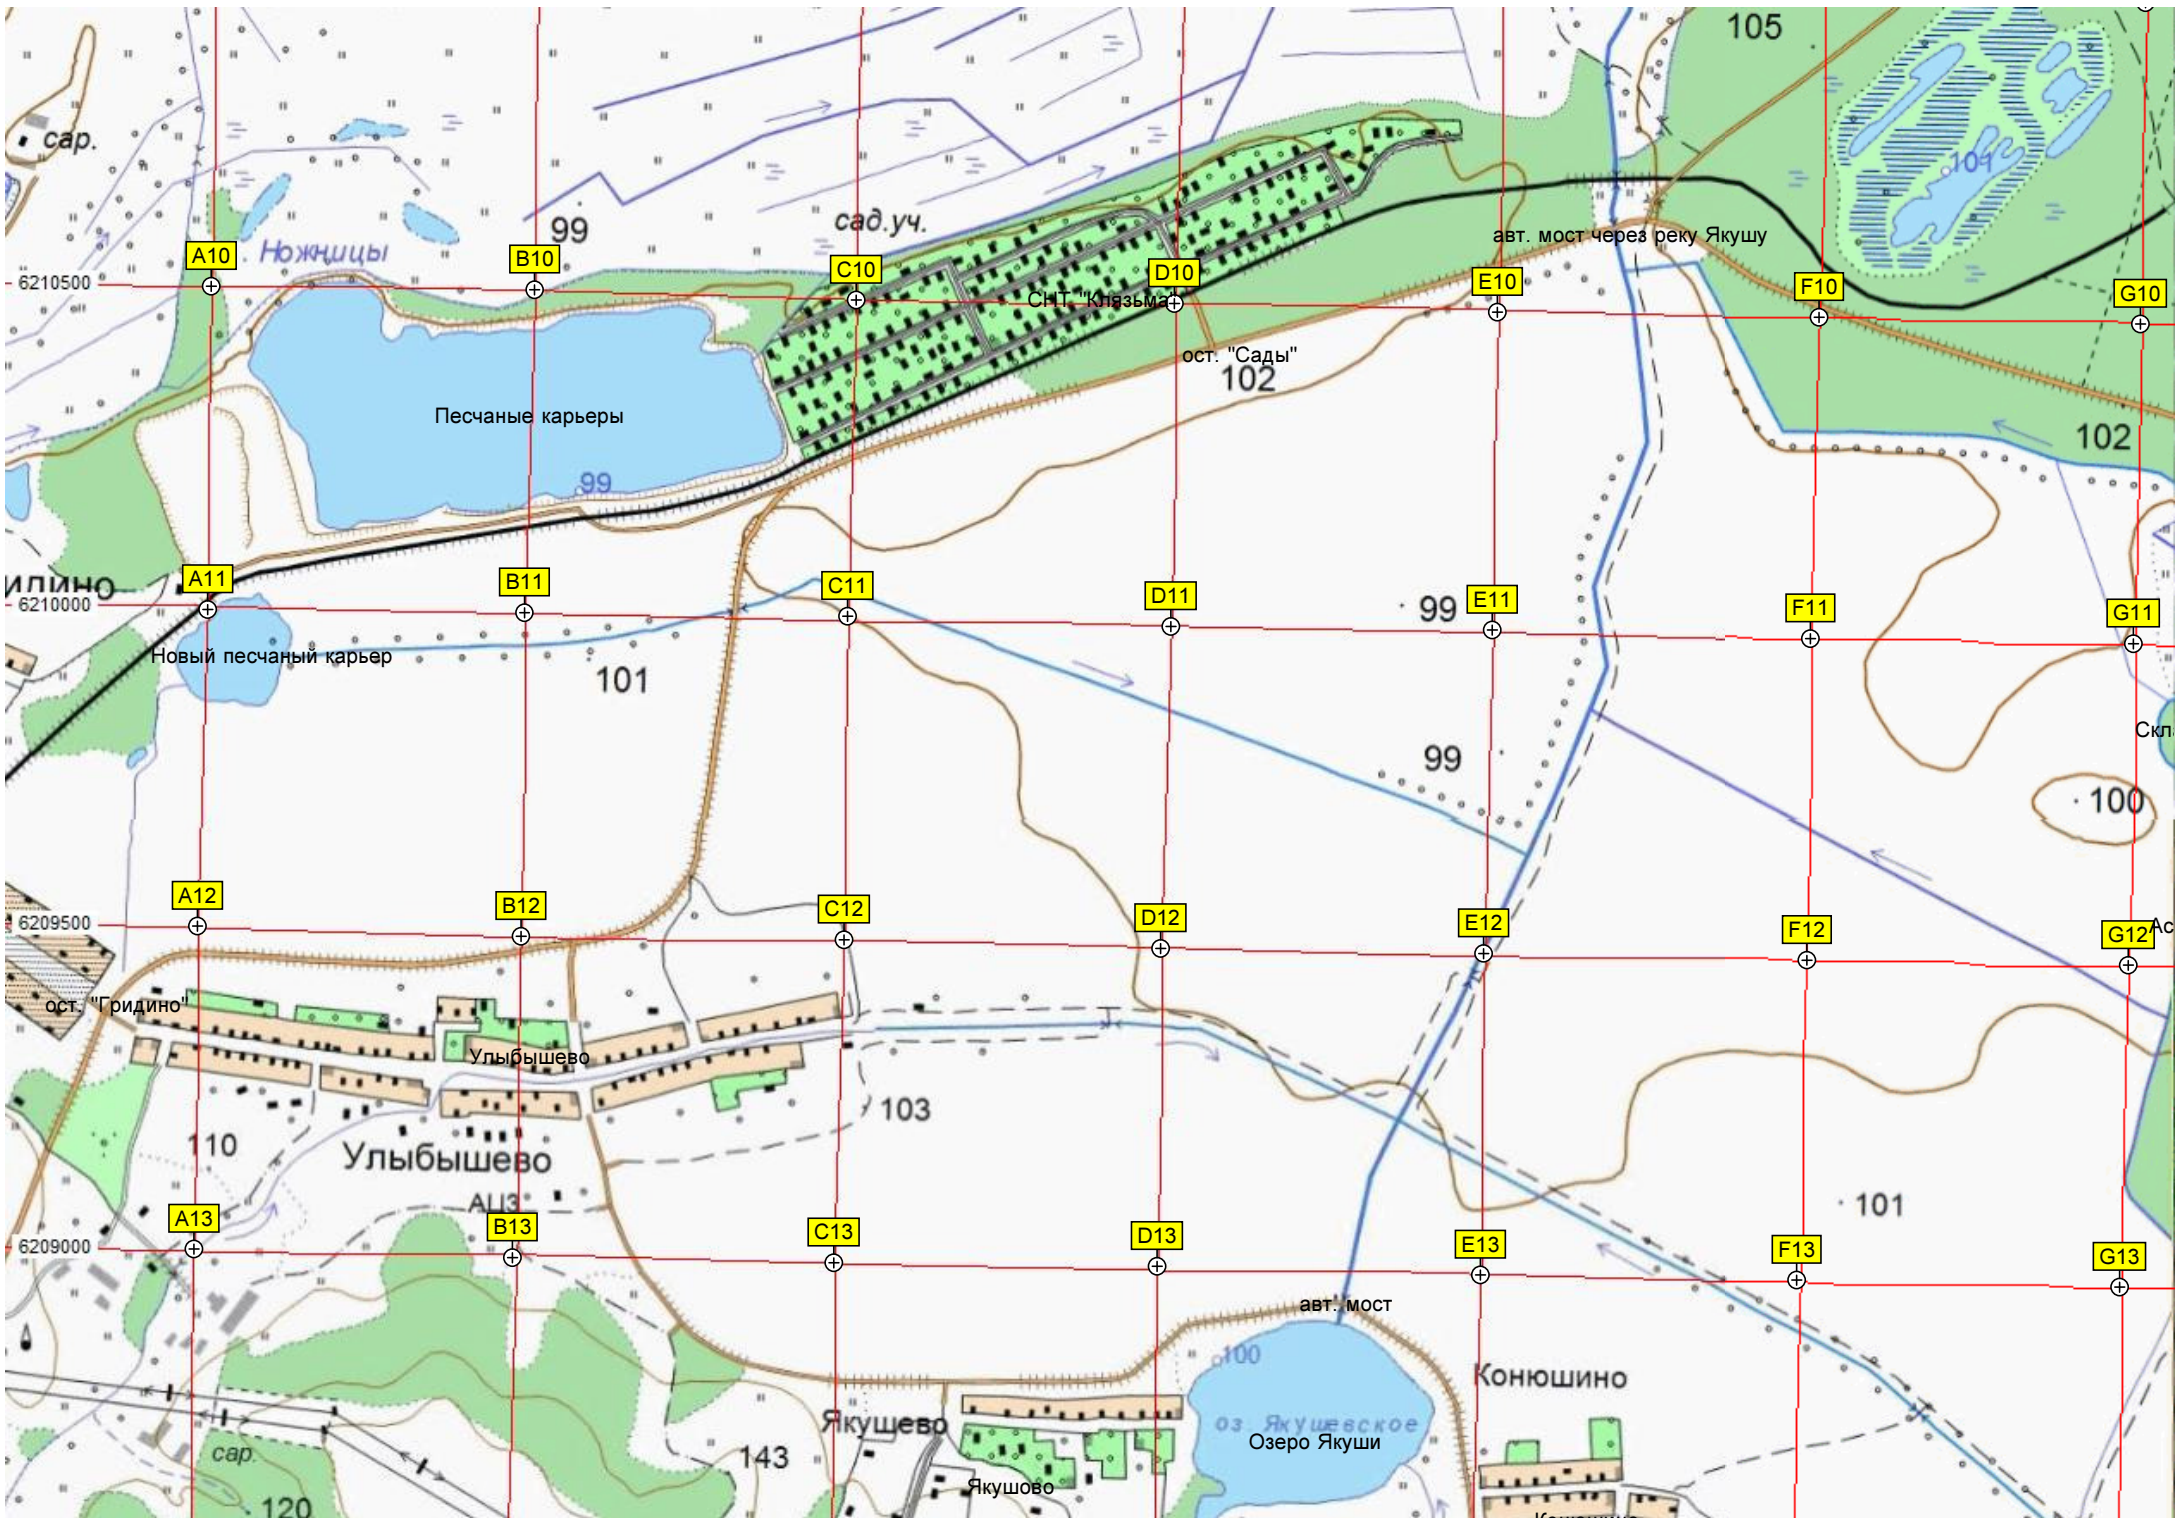 105
сар.
101
99
сад.уч.
авт. мост через реку Якушу
Ножницы
A10
B10
C10
D10
E10
F10
G10
6210500
СНТ "Клязьма"
ост. "Сады"
102
Песчаные карьеры
102
99
илино
A11
B11
C11
D11
E11
F11
G11
6210000
99
Новый песчаный карьер
101
Скл
99
100
A12
B12
C12
D12
E12
F12
G12
6209500
Ас
ост. "Гридино"
Улыбышево
103
110
Улыбышево
АЦЗ
101
A13
B13
C13
D13
E13
F13
G13
6209000
авт. мост
100
Конюшино
Якушево
оз Якушевское
Озеро Якуши
сар.
143
Якушово
120